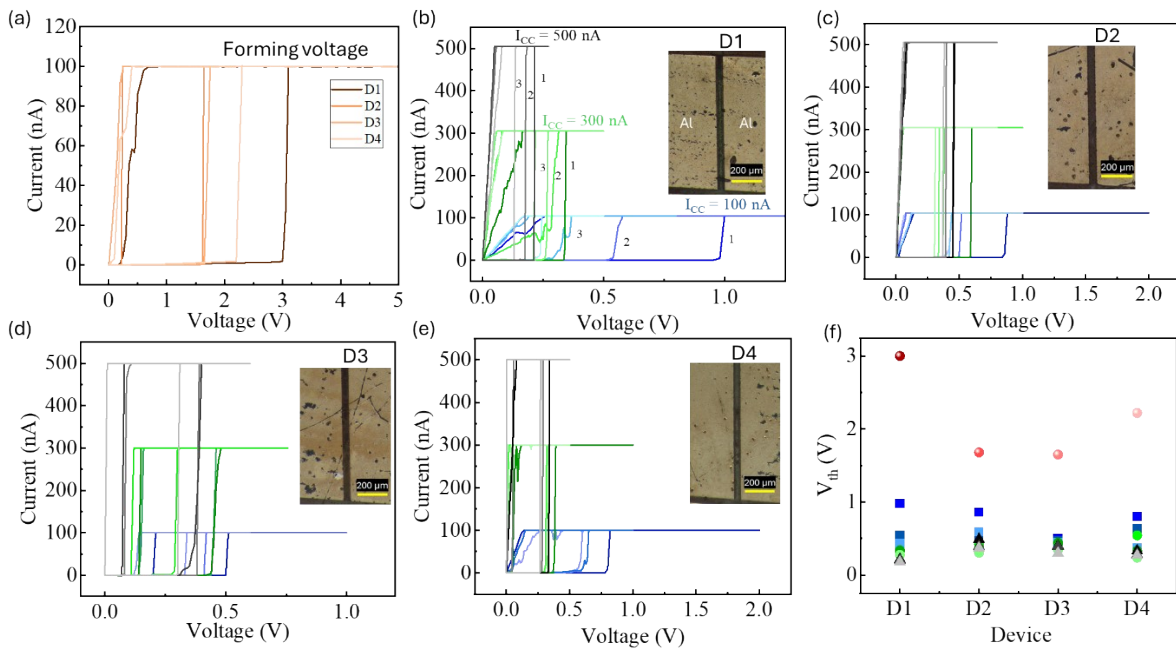 (a)
120
100
80
60
40
20
0
Current (nA)
Forming voltage
D1
D2
D3
D4
0
1
2
3
4
5
Voltage (V)
(b)
500
400
300
200
100
0
Current (nA)
I_CC = 500 nA
D1
3
2
1
I_CC = 300 nA
3
2
1
Al
Al
200 µm
I_CC = 100 nA
3
2
1
0.0
0.5
1.0
Voltage (V)
(c)
500
400
300
200
100
0
Current (nA)
D2
200 µm
0.0
0.5
1.0
1.5
2.0
Voltage (V)
(d)
500
400
300
200
100
0
Current (nA)
D3
200 µm
0.0
0.5
1.0
Voltage (V)
(e)
500
400
300
200
100
0
Current (nA)
D4
200 µm
0.0
0.5
1.0
1.5
2.0
Voltage (V)
(f)
3
2
1
0
V_th (V)
D1
D2
D3
D4
Device